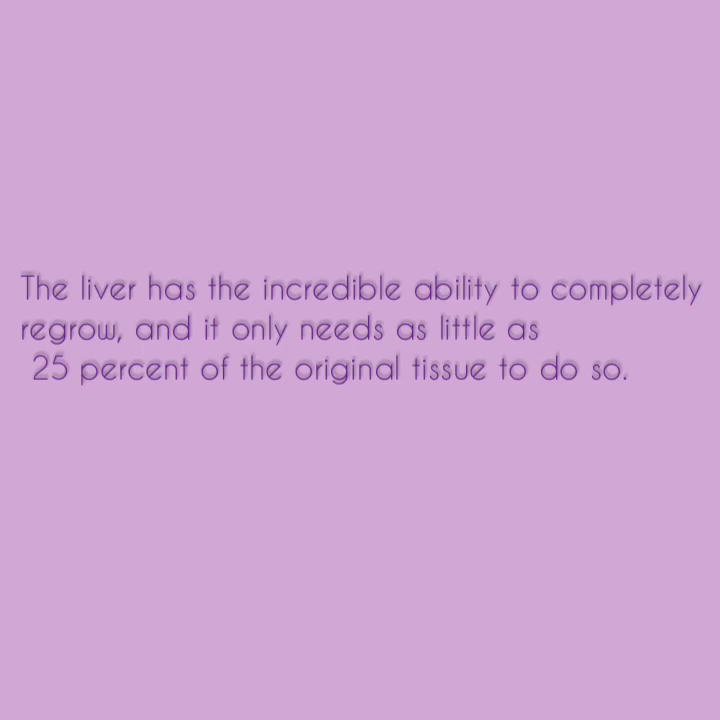 The liver has the incredible ability to completely
regrow, and it only needs as little as
25 percent of the original tissue to do so.